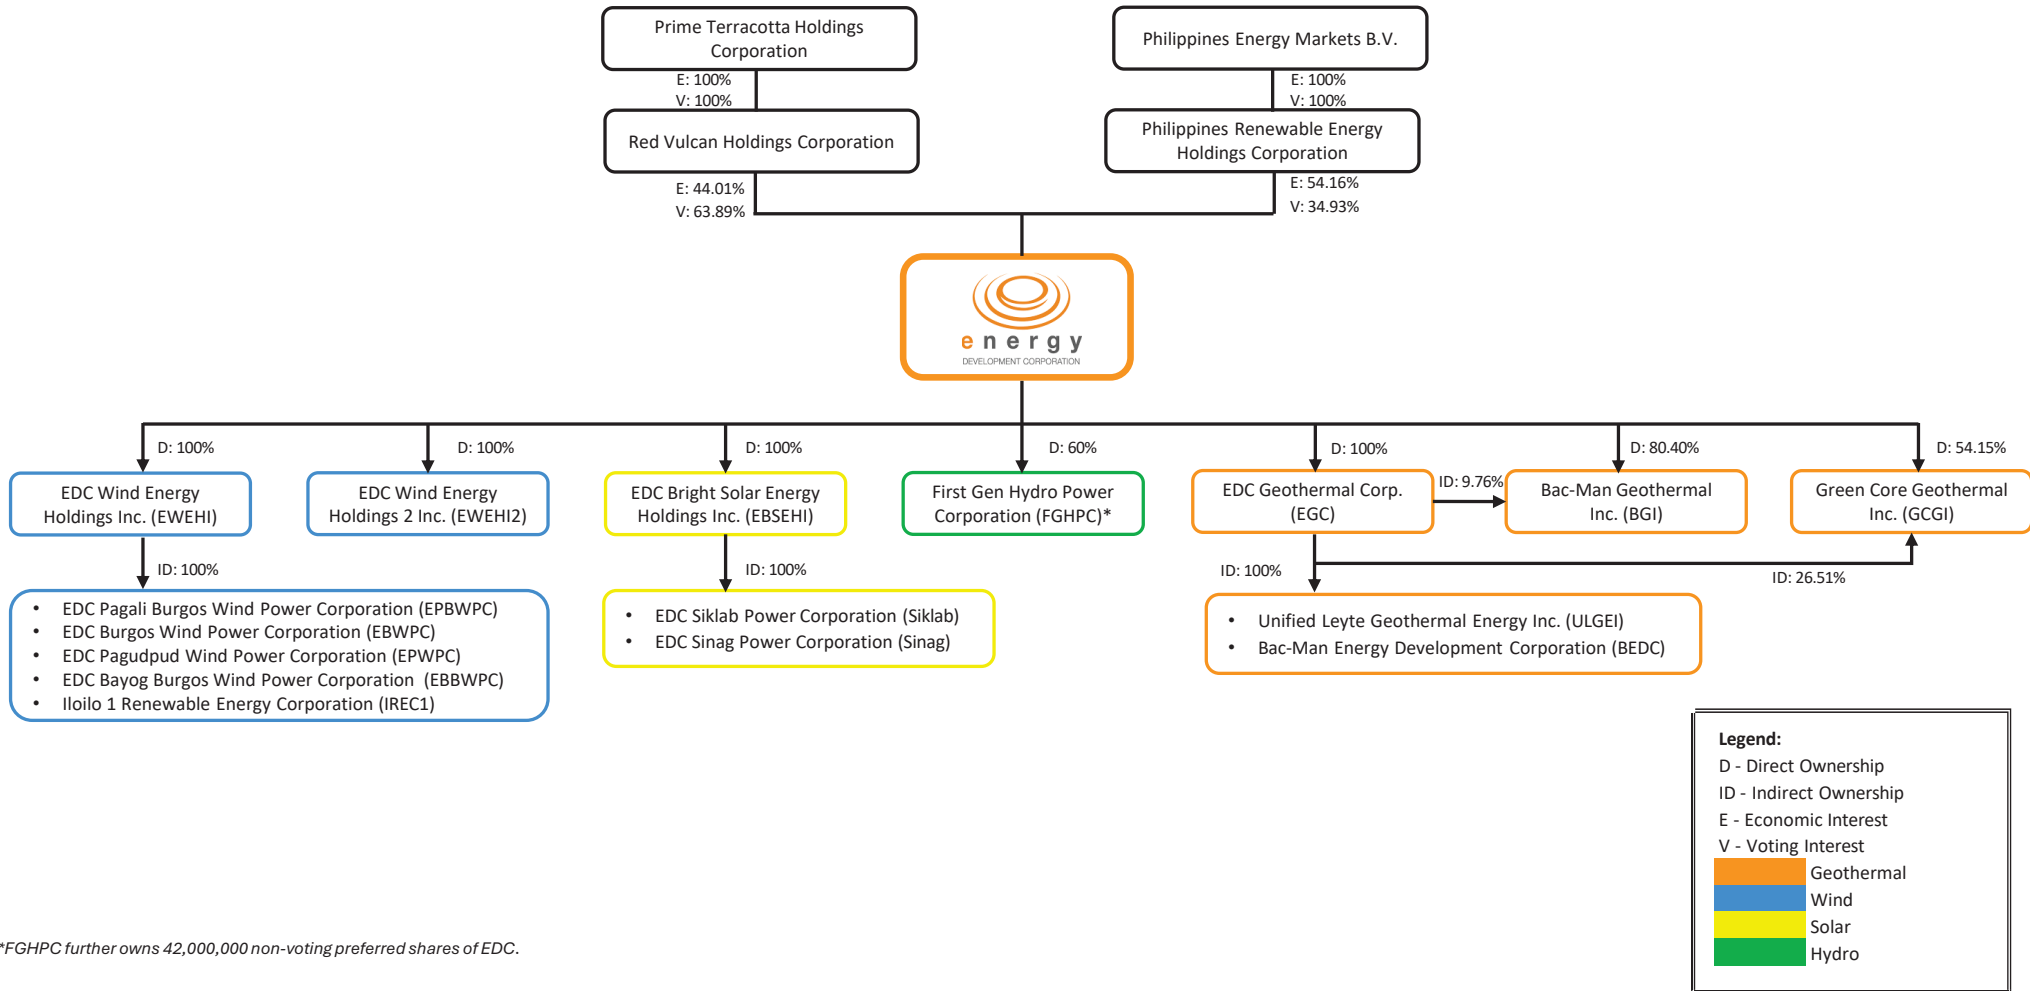 Prime Terracotta Holdings
Corporation
Philippines Energy Markets B.V.
E: 100%
V: 100%
E: 100%
V: 100%
Red Vulcan Holdings Corporation
Philippines Renewable Energy
Holdings Corporation
E: 44.01%
V: 63.89%
E: 54.16%
V: 34.93%
energy
DEVELOPMENT CORPORATION
D: 100%
D: 100%
D: 100%
D: 60%
D: 100%
D: 80.40%
D: 54.15%
EDC Wind Energy
Holdings Inc. (EWEHI)
EDC Wind Energy
Holdings 2 Inc. (EWEHI2)
EDC Bright Solar Energy
Holdings Inc. (EBSEHI)
First Gen Hydro Power
Corporation (FGHPC)*
EDC Geothermal Corp.
(EGC)
ID: 9.76%
Bac-Man Geothermal
Inc. (BGI)
Green Core Geothermal
Inc. (GCGI)
ID: 100%
ID: 100%
ID: 100%
ID: 26.51%
• EDC Pagali Burgos Wind Power Corporation (EPBWPC)
• EDC Burgos Wind Power Corporation (EBWPC)
• EDC Pagudpud Wind Power Corporation (EPWPC)
• EDC Bayog Burgos Wind Power Corporation (EBBWPC)
• Iloilo 1 Renewable Energy Corporation (IREC1)
• EDC Siklab Power Corporation (Siklab)
• EDC Sinag Power Corporation (Sinag)
• Unified Leyte Geothermal Energy Inc. (ULGEI)
• Bac-Man Energy Development Corporation (BEDC)
Legend:
D - Direct Ownership
ID - Indirect Ownership
E - Economic Interest
V - Voting Interest
Geothermal
Wind
Solar
Hydro
*FGHPC further owns 42,000,000 non-voting preferred shares of EDC.